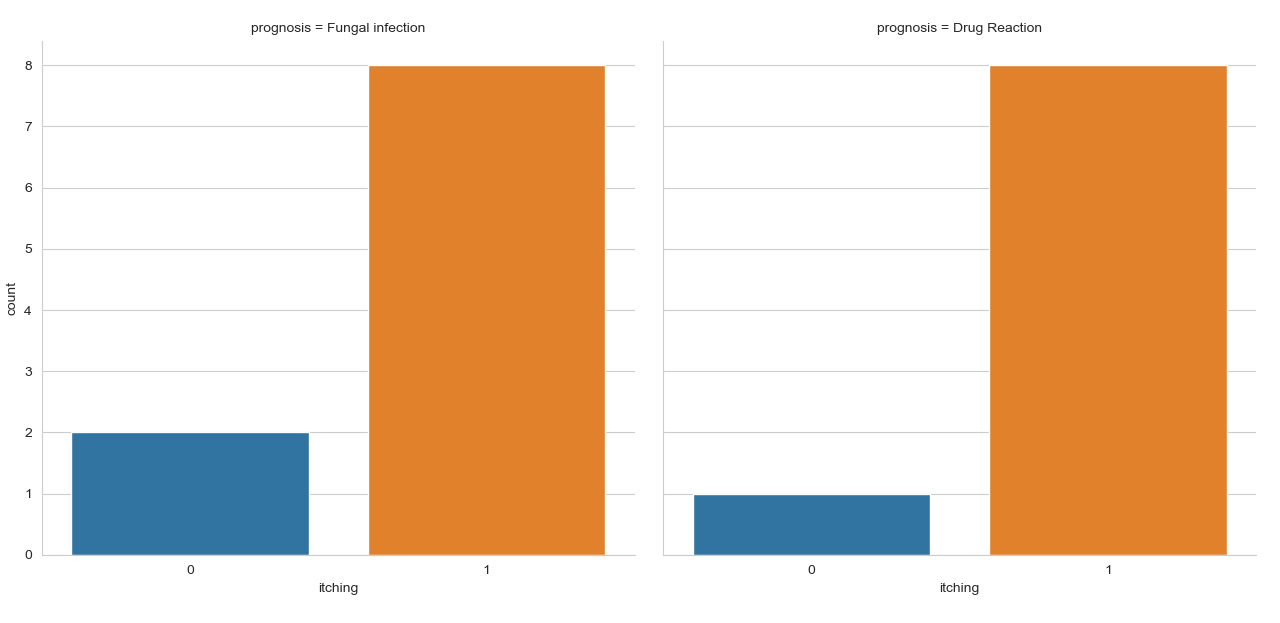 prognosis = Fungal infection
prognosis = Drug Reaction
8
7
6
5
4
3
2
1
0
count
0
1
0
1
itching
itching